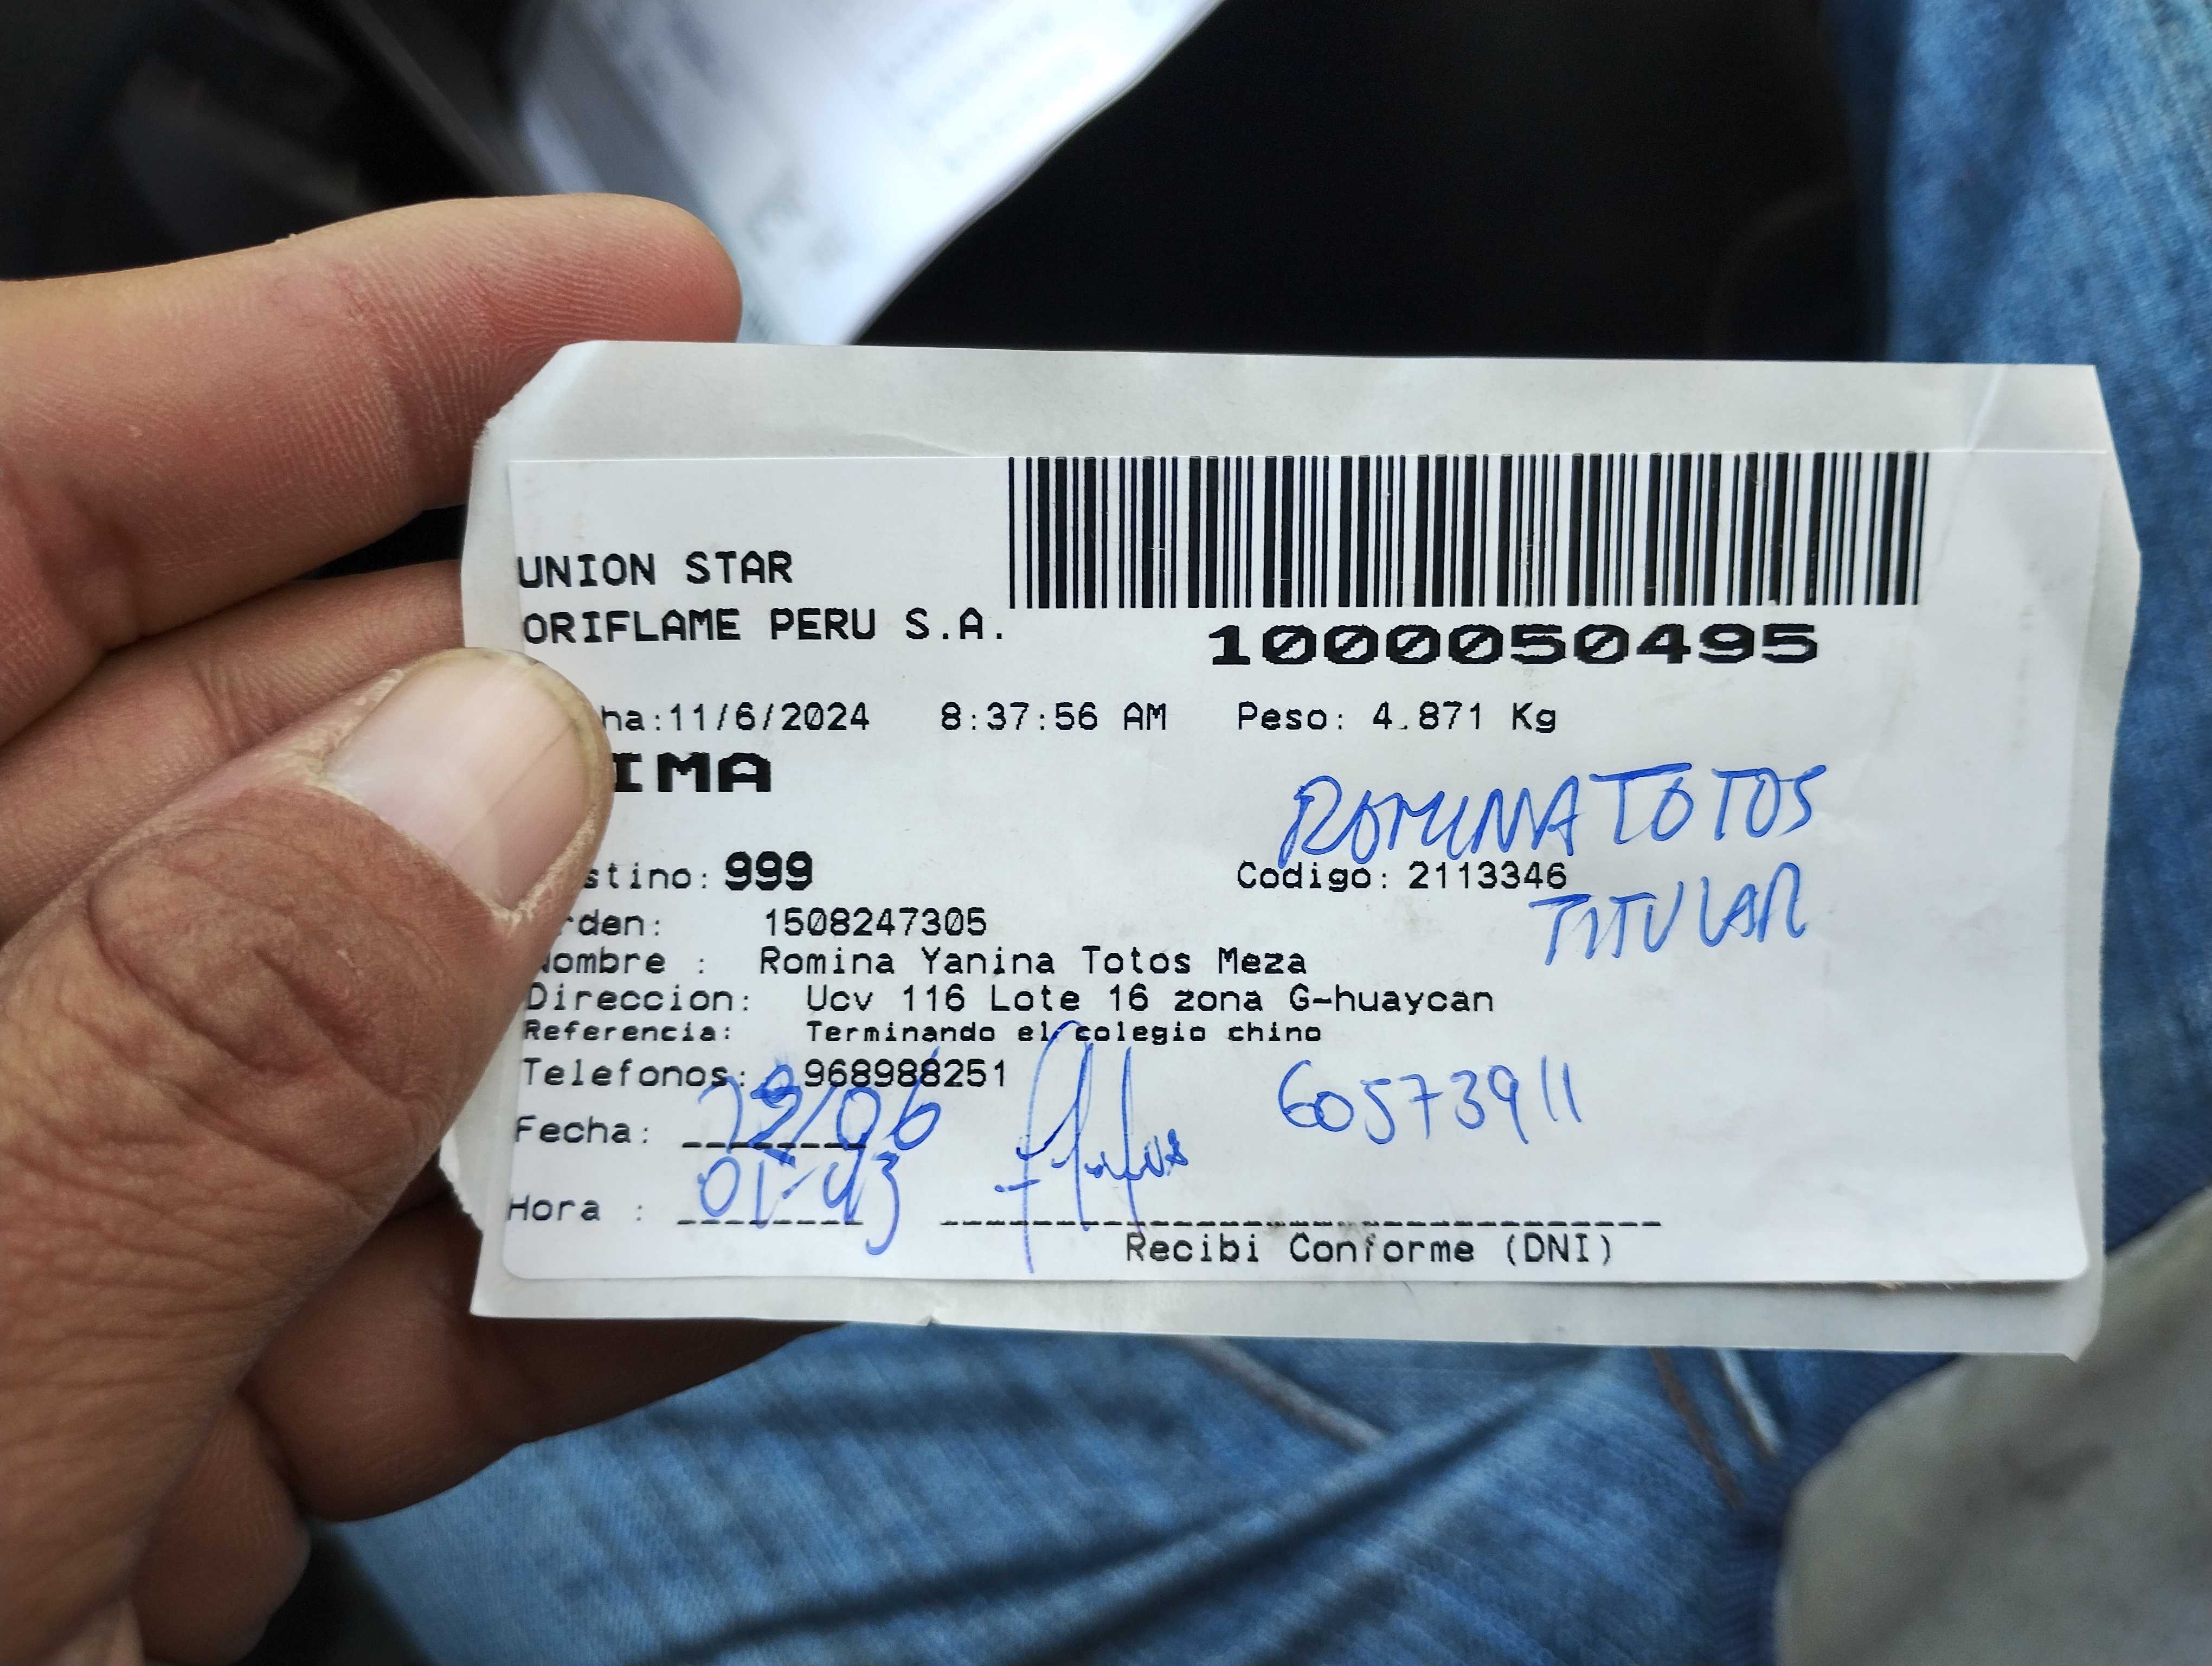 UNION STAR
ORIFLAME PERU S.A.
1000050495
ha:11/6/2024 8:37:56 AM Peso: 4.871 Kg
IMA
ROMINA TOTOS
stino: 999 Codigo: 2113346
TITULAR
rden: 1508247305
Nombre : Romina Yanina Totos Meza
Direccion: Ucv 116 Lote 16 zona G-huaycan
Referencia: Terminando el colegio chino
Telefonos: 968988251
60573911
Fecha: 12/06
Hora : 01-43
Recibi Conforme (DNI)